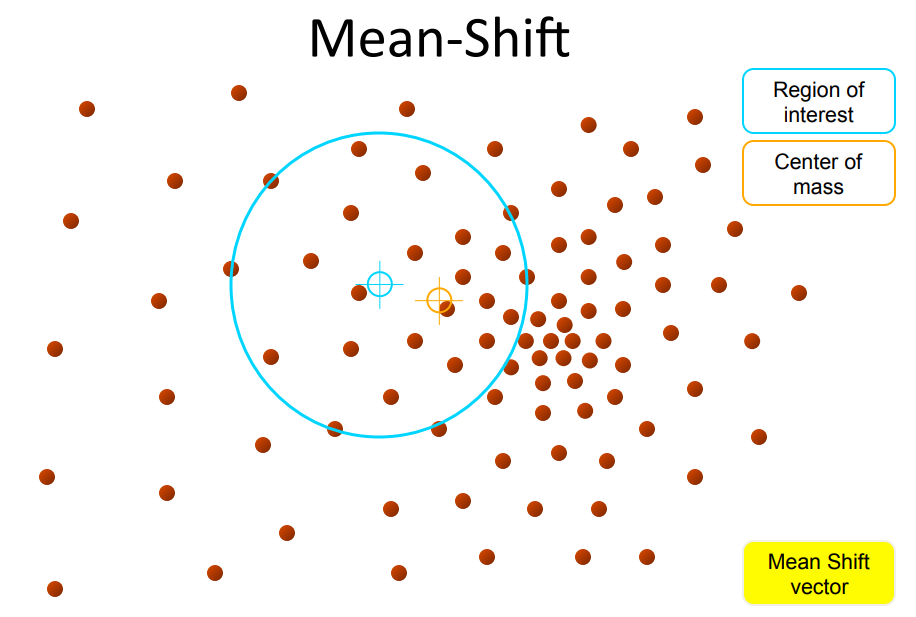 Mean-Shift
Region of
interest
Center of
mass
Mean Shift
vector